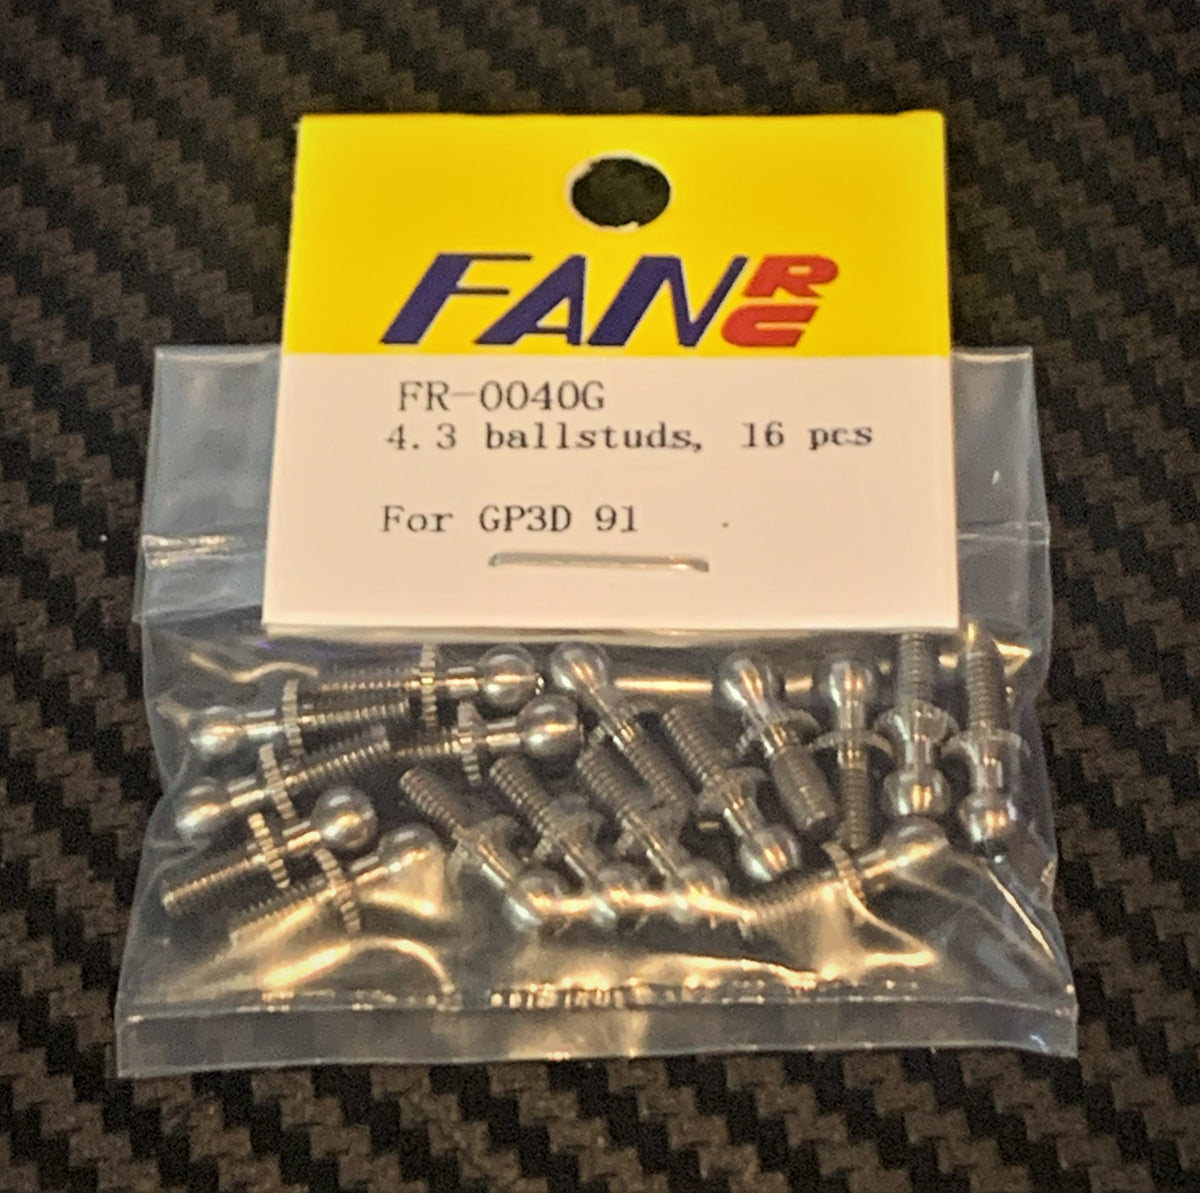 FAN RC
FR-0040G
4.3 ballstuds, 16 pcs
For GP3D 91